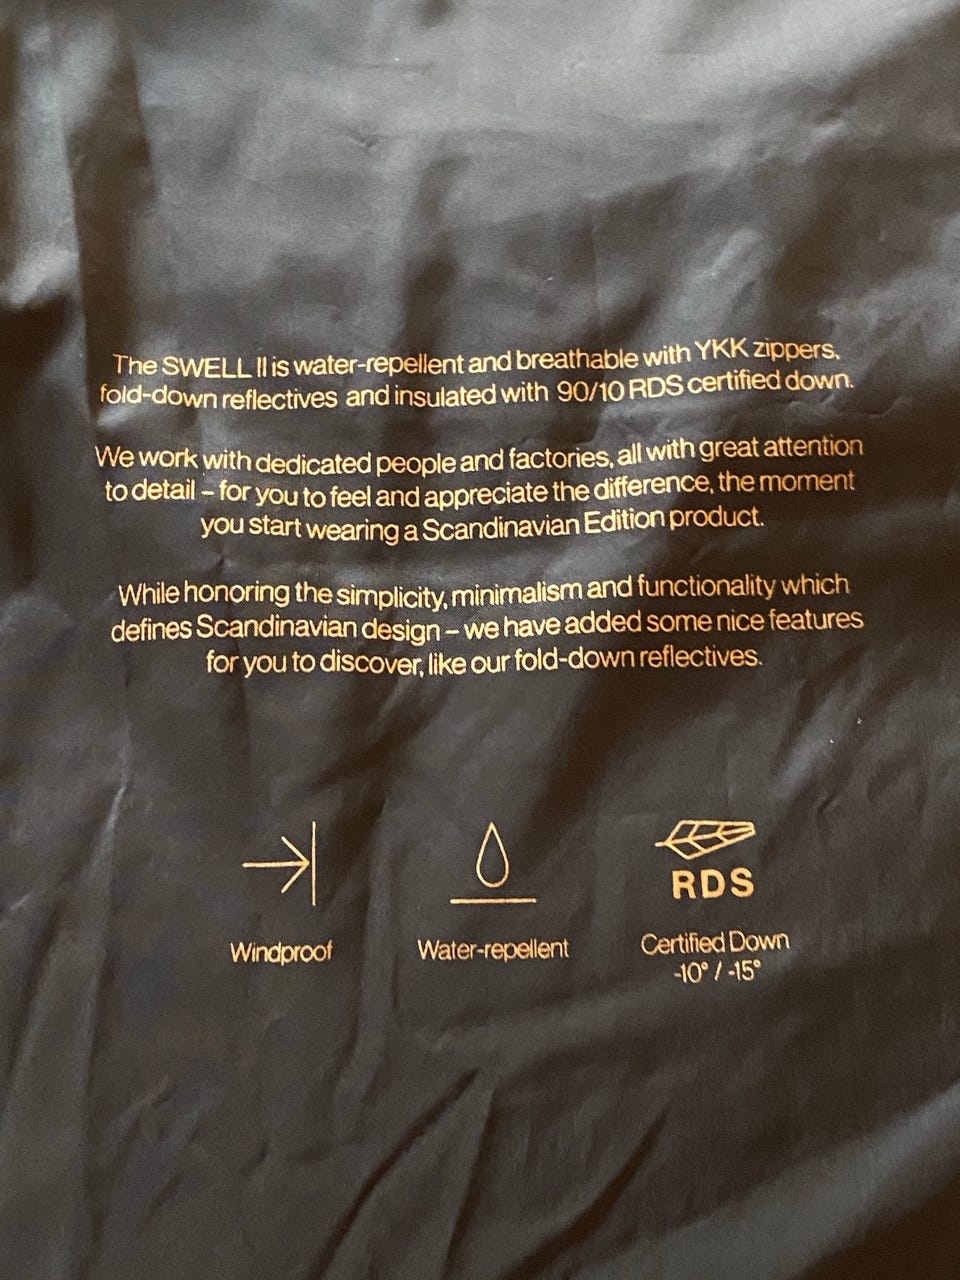 The SWELL II is water-repellent and breathable with YKK zippers,
fold-down reflectives and insulated with 90/10 RDS certified down.
We work with dedicated people and factories, all with great attention
to detail – for you to feel and appreciate the difference, the moment
you start wearing a Scandinavian Edition product.
While honoring the simplicity, minimalism and functionality which
defines Scandinavian design – we have added some nice features
for you to discover, like our fold-down reflectives.
RDS
Windproof
Water-repellent
Certified Down
-10° / -15°